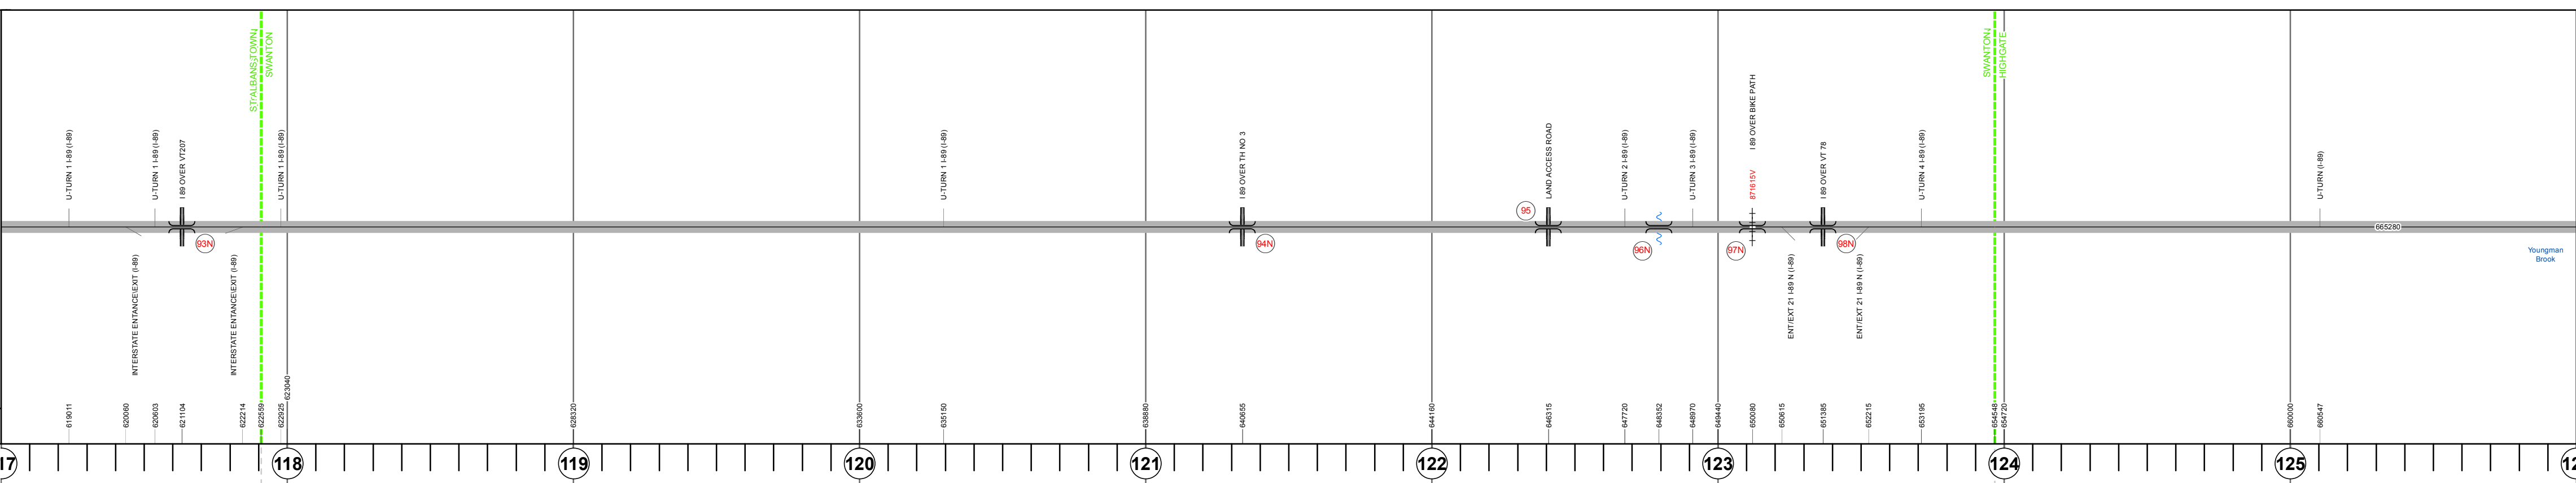 ST. ALBANS TOWN
SWANTON
SWANTON
HIGHGATE
U-TURN 1 I-89 (I-89)
U-TURN 1 I-89 (I-89)
I 89 OVER VT207
U-TURN 1 I-89 (I-89)
U-TURN 1 I-89 (I-89)
I 89 OVER TH NO 3
LAND ACCESS ROAD
U-TURN 2 I-89 (I-89)
U-TURN 3 I-89 (I-89)
871615V I 89 OVER BIKE PATH
I 89 OVER VT 78
U-TURN 4 I-89 (I-89)
U-TURN (I-89)
93N
94N
95
96N
97N
98N
665280
Youngman
Brook
INTERSTATE ENTANCE\EXIT (I-89)
INTERSTATE ENTANCE\EXIT (I-89)
ENT/EXT 21 I-89 N (I-89)
ENT/EXT 21 I-89 N (I-89)
619011
620060
620603
621104
622214
622559
622925
623040
628320
633600
635150
638880
640655
644160
646315
647720
648352
648970
649440
650080
650615
651385
652215
653195
654548
654720
660000
660547
17
118
119
120
121
122
123
124
125
12